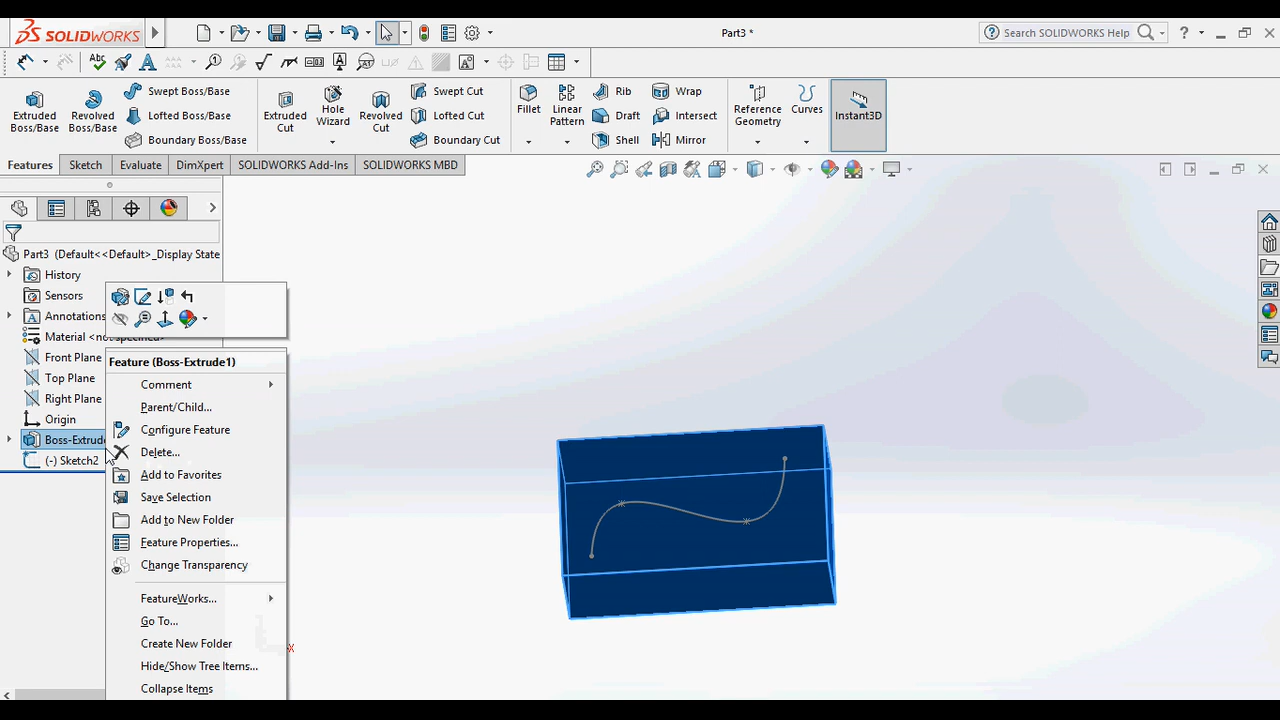 SOLIDWORKS
Part3 *
Search SOLIDWORKS Help
Extruded Boss/Base
Revolved Boss/Base
Swept Boss/Base
Lofted Boss/Base
Boundary Boss/Base
Extruded Cut
Hole Wizard
Revolved Cut
Swept Cut
Lofted Cut
Boundary Cut
Fillet
Linear Pattern
Rib
Draft
Shell
Wrap
Intersect
Mirror
Reference Geometry
Curves
Instant3D
Features
Sketch
Evaluate
DimXpert
SOLIDWORKS Add-Ins
SOLIDWORKS MBD
Part3 (Default<<Default>_Display State
History
Sensors
Annotations
Material <not specified>
Front Plane
Top Plane
Right Plane
Origin
Boss-Extrude
(-) Sketch2
Feature (Boss-Extrude1)
Comment
Parent/Child...
Configure Feature
Delete...
Add to Favorites
Save Selection
Add to New Folder
Feature Properties...
Change Transparency
FeatureWorks...
Go To...
Create New Folder
Hide/Show Tree Items...
Collapse Items
X